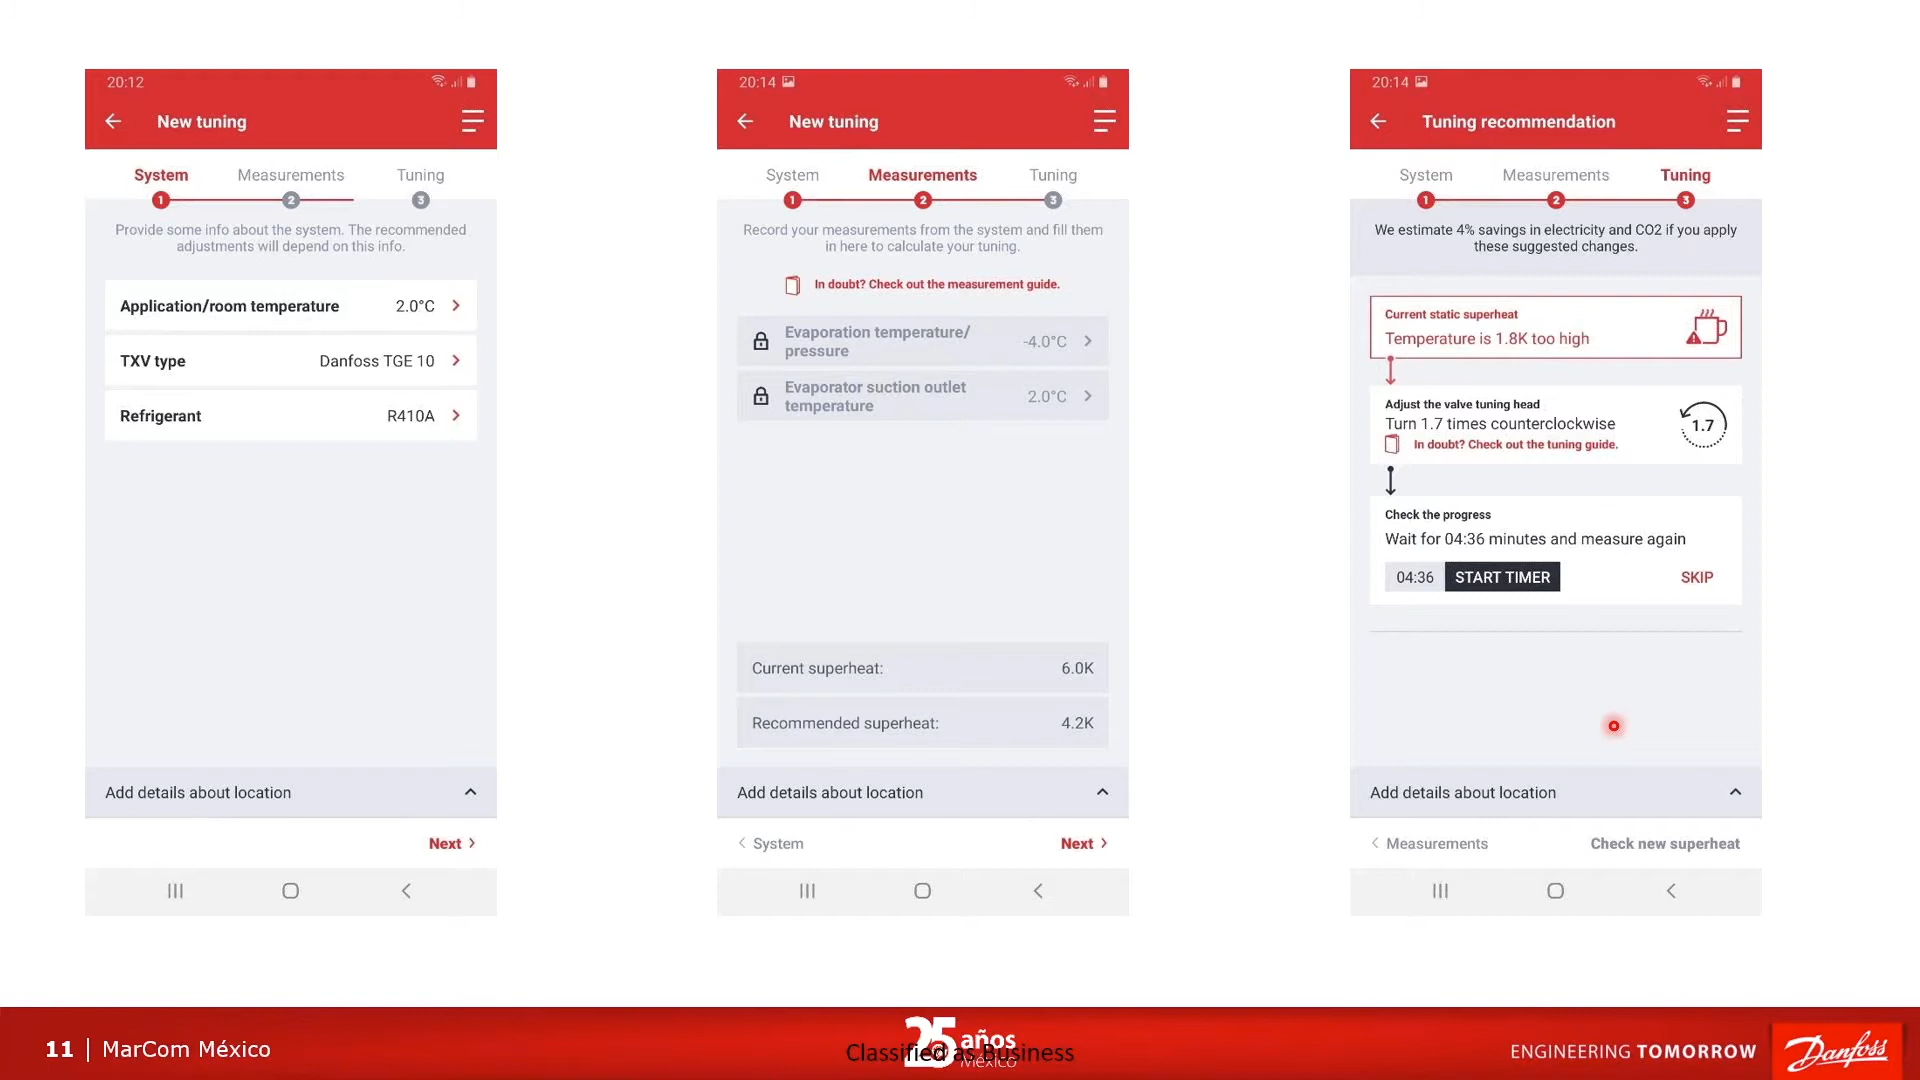 20:12
New tuning
System Measurements Tuning
1 2 3
Provide some info about the system. The recommended
adjustments will depend on this info.
Application/room temperature 2.0°C
TXV type Danfoss TGE 10
Refrigerant R410A
Add details about location
Next
20:14
New tuning
System Measurements Tuning
1 2 3
Record your measurements from the system and fill them
in here to calculate your tuning.
In doubt? Check out the measurement guide.
Evaporation temperature/
pressure -4.0°C
Evaporator suction outlet
temperature 2.0°C
Current superheat: 6.0K
Recommended superheat: 4.2K
Add details about location
System Next
20:14
Tuning recommendation
System Measurements Tuning
1 2 3
We estimate 4% savings in electricity and CO2 if you apply
these suggested changes.
Current static superheat
Temperature is 1.8K too high
Adjust the valve tuning head
Turn 1.7 times counterclockwise
1.7
In doubt? Check out the tuning guide.
Check the progress
Wait for 04:36 minutes and measure again
04:36 START TIMER SKIP
Add details about location
Measurements Check new superheat
11 | MarCom México
25 años
México
Classified as Business
ENGINEERING TOMORROW
Danfoss